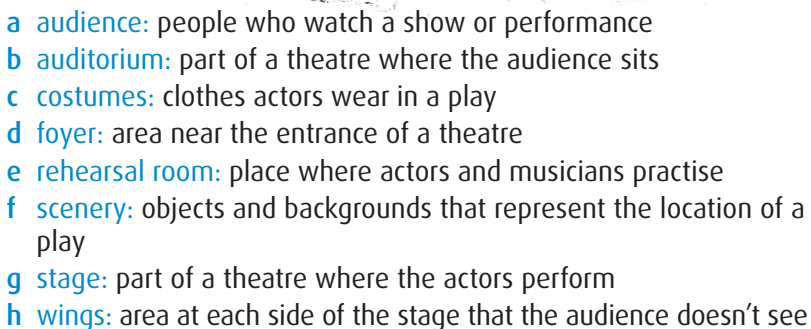 a audience: people who watch a show or performance
b auditorium: part of a theatre where the audience sits
c costumes: clothes actors wear in a play
d foyer: area near the entrance of a theatre
e rehearsal room: place where actors and musicians practise
f scenery: objects and backgrounds that represent the location of a
play
g stage: part of a theatre where the actors perform
h wings: area at each side of the stage that the audience doesn’t see